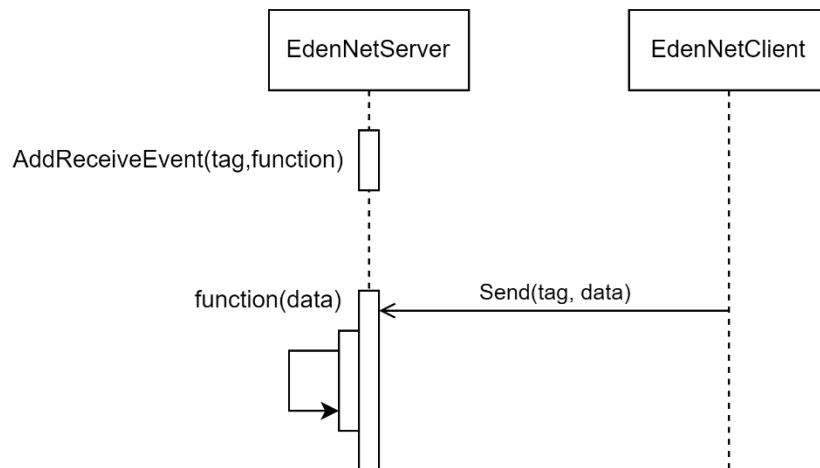 EdenNetServer
EdenNetClient
AddReceiveEvent(tag,function)
function(data)
Send(tag, data)